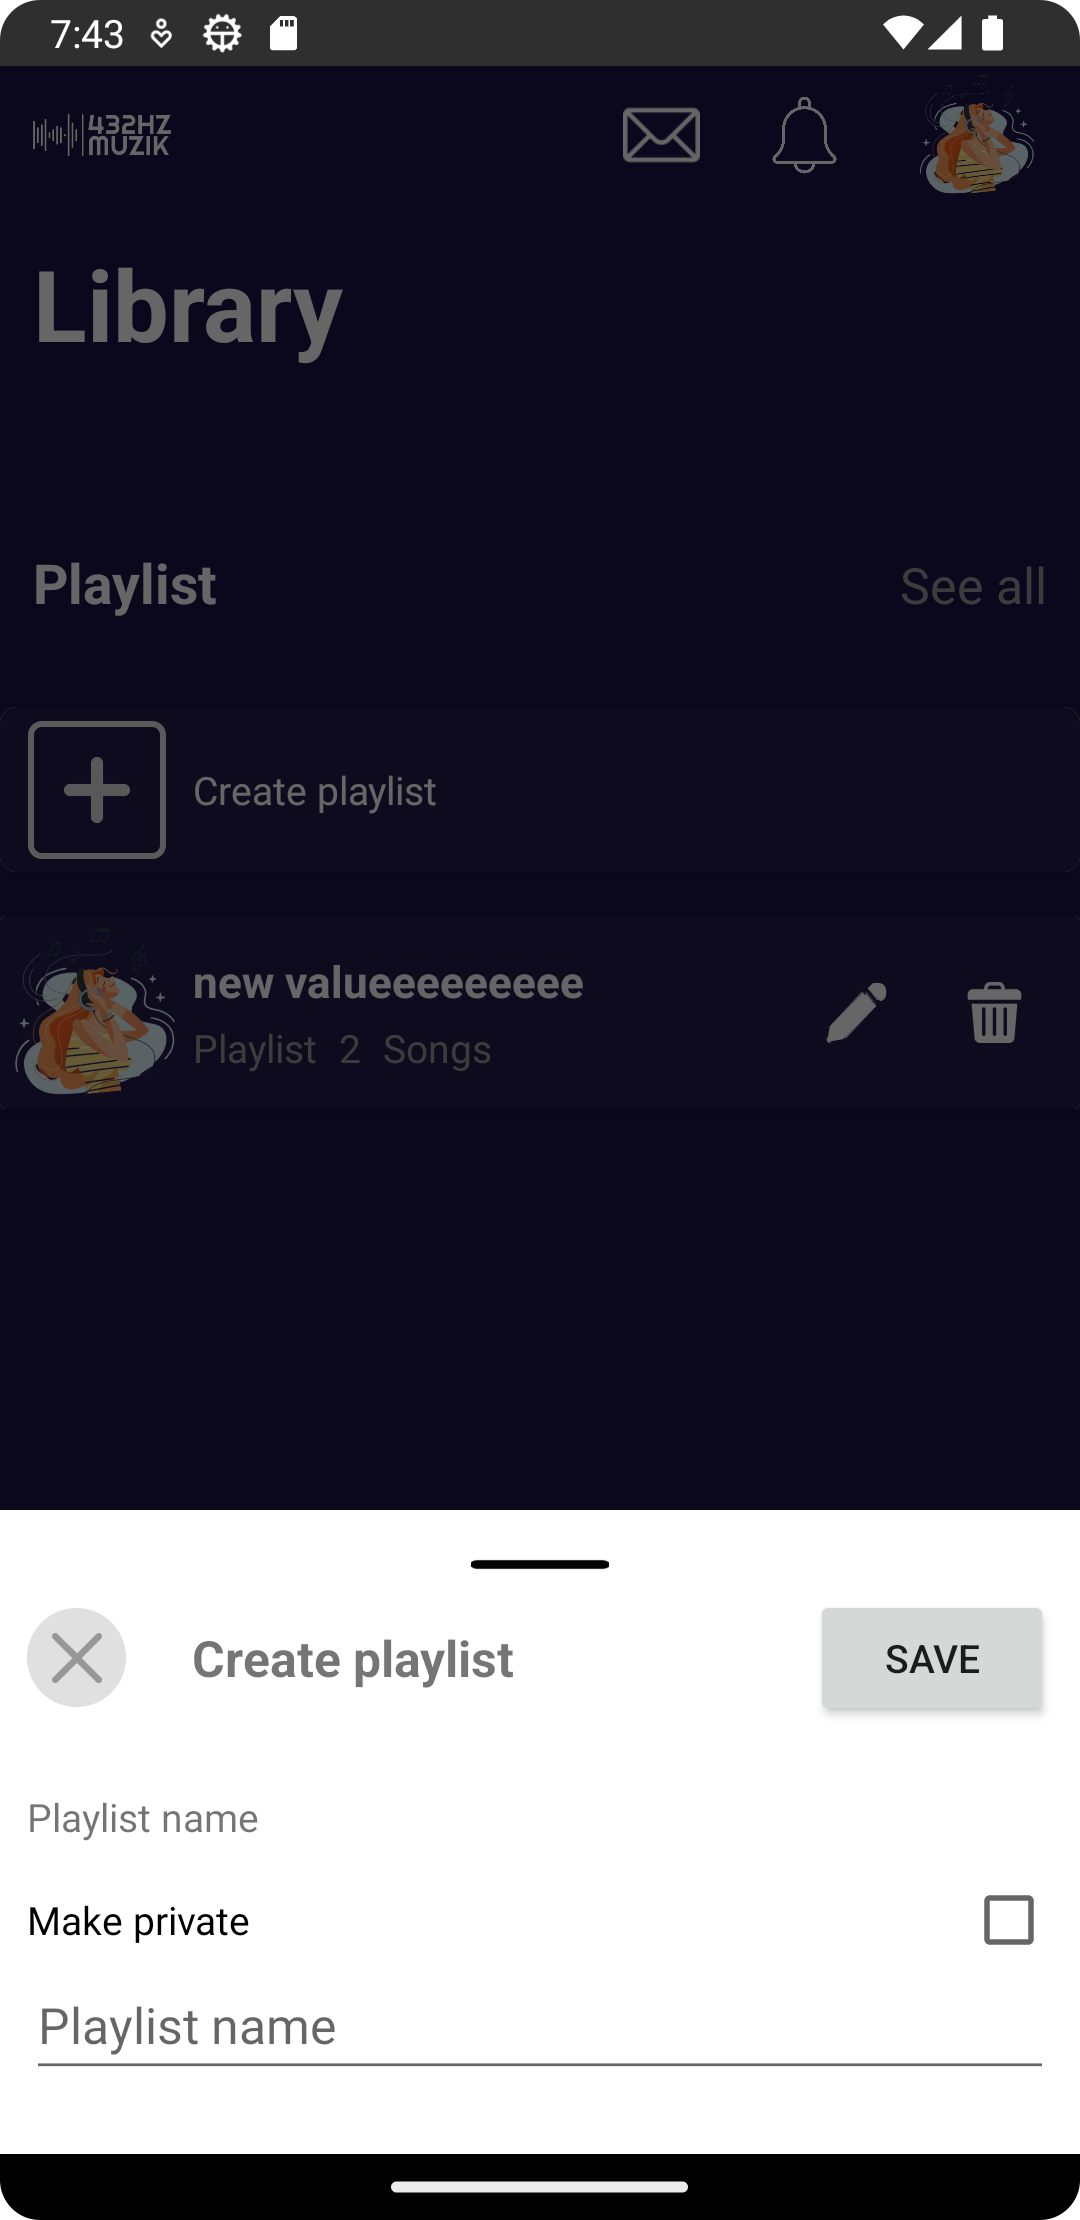 7:43
432HZ
MUZIK
Library
Playlist
See all
Create playlist
new valueeeeeeeeee
Playlist 2 Songs
Create playlist
SAVE
Playlist name
Make private
Playlist name